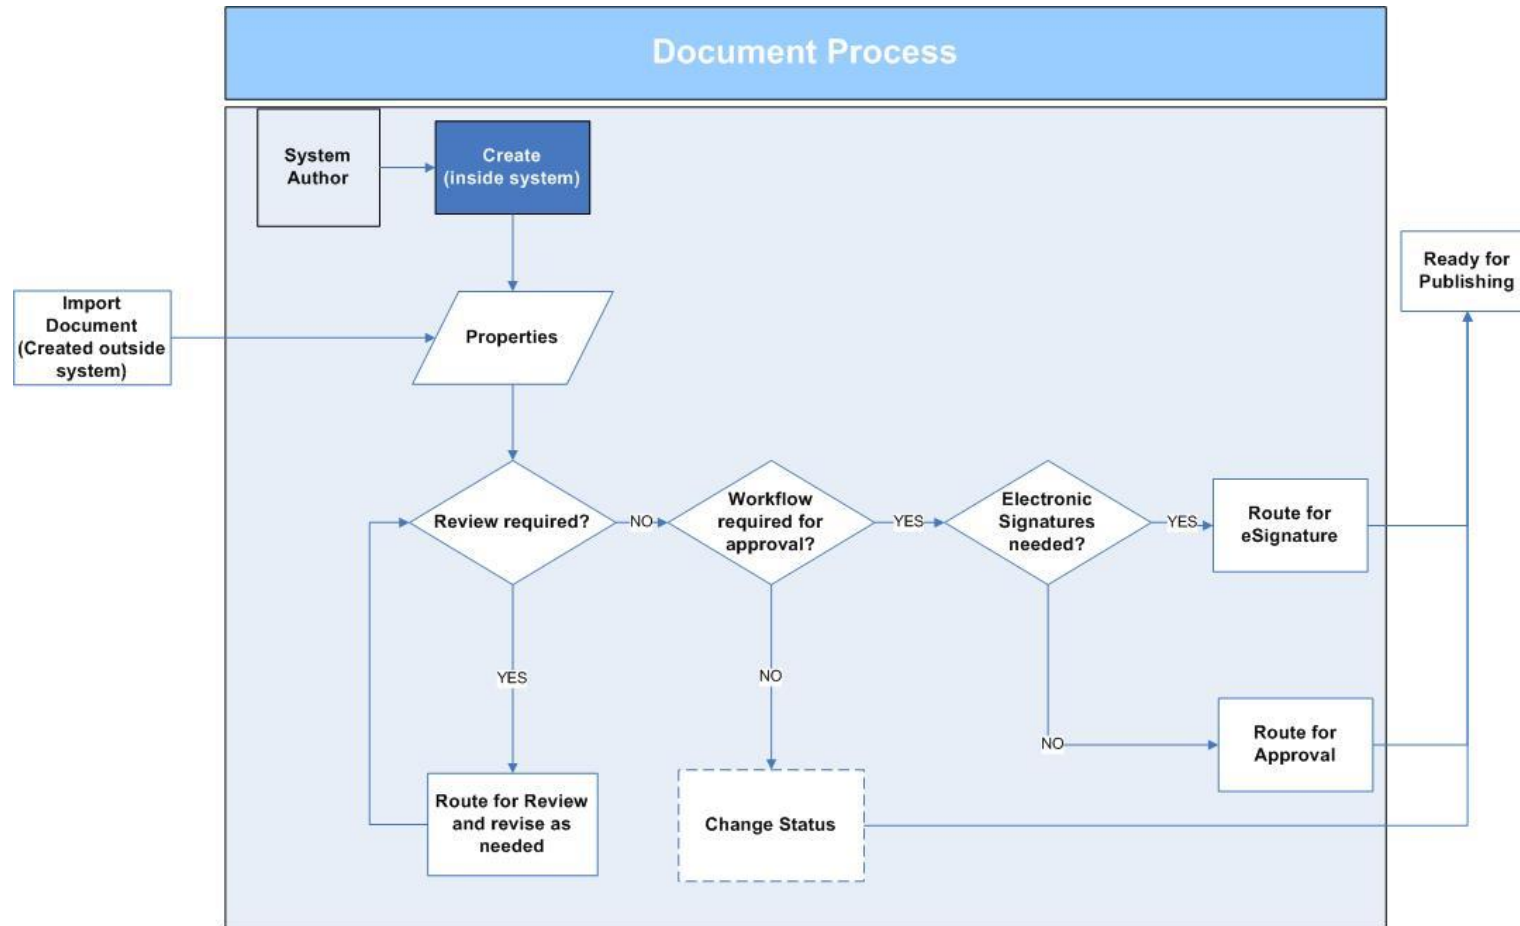 Document Process
System
Author
Create
(inside system)
Ready for
Publishing
Import
Document
(Created outside
system)
Properties
Review required?
NO
Workflow
required for
approval?
YES
Electronic
Signatures
needed?
YES
Route for
eSignature
YES
NO
NO
Route for
Approval
Route for Review
and revise as
needed
Change Status